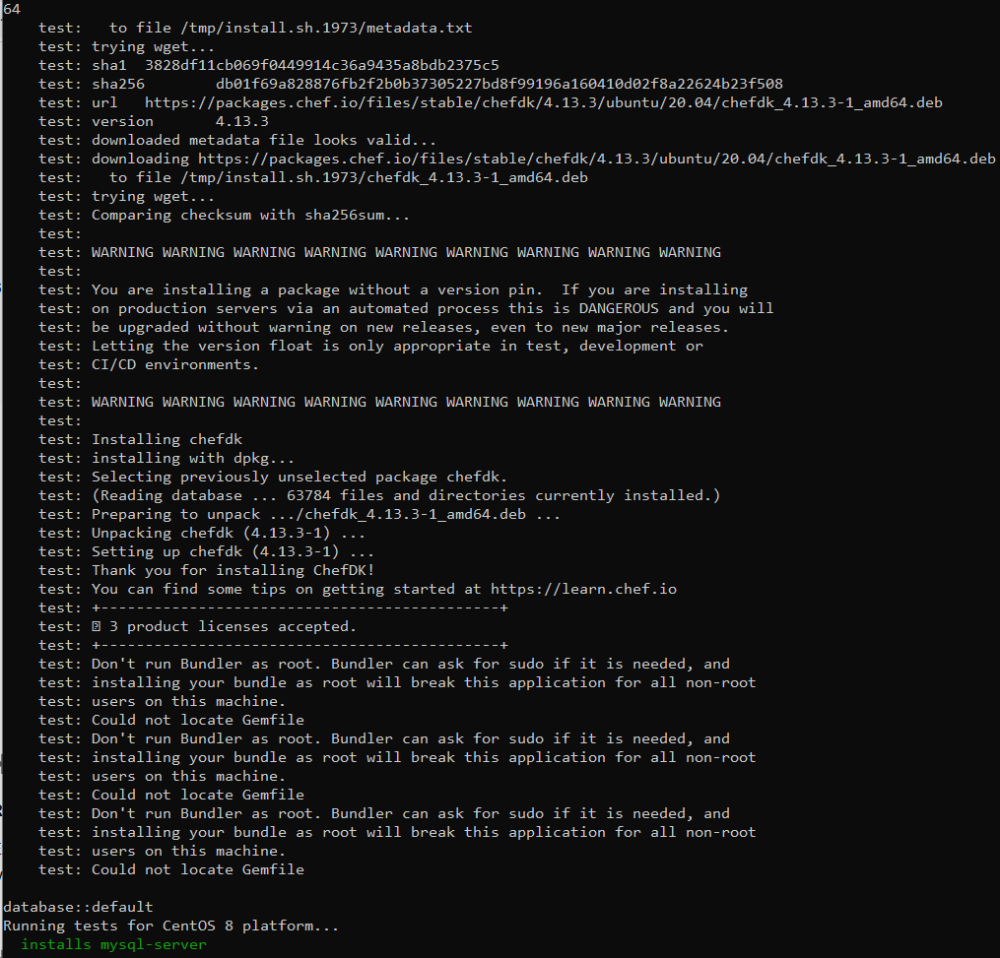 64
test:   to file /tmp/install.sh.1973/metadata.txt
test: trying wget...
test: sha1  3828df11cb069f0449914c36a9435a8bdb2375c5
test: sha256        db01f69a828876fb2f2b0b37305227bd8f99196a160410d02f8a22624b23f508
test: url   https://packages.chef.io/files/stable/chefdk/4.13.3/ubuntu/20.04/chefdk_4.13.3-1_amd64.deb
test: version       4.13.3
test: downloaded metadata file looks valid...
test: downloading https://packages.chef.io/files/stable/chefdk/4.13.3/ubuntu/20.04/chefdk_4.13.3-1_amd64.deb
test:   to file /tmp/install.sh.1973/chefdk_4.13.3-1_amd64.deb
test: trying wget...
test: Comparing checksum with sha256sum...
test:
test: WARNING WARNING WARNING WARNING WARNING WARNING WARNING WARNING WARNING
test:
test: You are installing a package without a version pin.  If you are installing
test: on production servers via an automated process this is DANGEROUS and you will
test: be upgraded without warning on new releases, even to new major releases.
test: Letting the version float is only appropriate in test, development or
test: CI/CD environments.
test:
test: WARNING WARNING WARNING WARNING WARNING WARNING WARNING WARNING WARNING
test:
test: Installing chefdk
test: installing with dpkg...
test: Selecting previously unselected package chefdk.
test: (Reading database ... 63784 files and directories currently installed.)
test: Preparing to unpack .../chefdk_4.13.3-1_amd64.deb ...
test: Unpacking chefdk (4.13.3-1) ...
test: Setting up chefdk (4.13.3-1) ...
test: Thank you for installing ChefDK!
test: You can find some tips on getting started at https://learn.chef.io
test: +---------------------------------------------+
test: 3 product licenses accepted.
test: +---------------------------------------------+
test: Don't run Bundler as root. Bundler can ask for sudo if it is needed, and
test: installing your bundle as root will break this application for all non-root
test: users on this machine.
test: Could not locate Gemfile
test: Don't run Bundler as root. Bundler can ask for sudo if it is needed, and
test: installing your bundle as root will break this application for all non-root
test: users on this machine.
test: Could not locate Gemfile
test: Don't run Bundler as root. Bundler can ask for sudo if it is needed, and
test: installing your bundle as root will break this application for all non-root
test: users on this machine.
test: Could not locate Gemfile
database::default
Running tests for CentOS 8 platform...
installs mysql-server